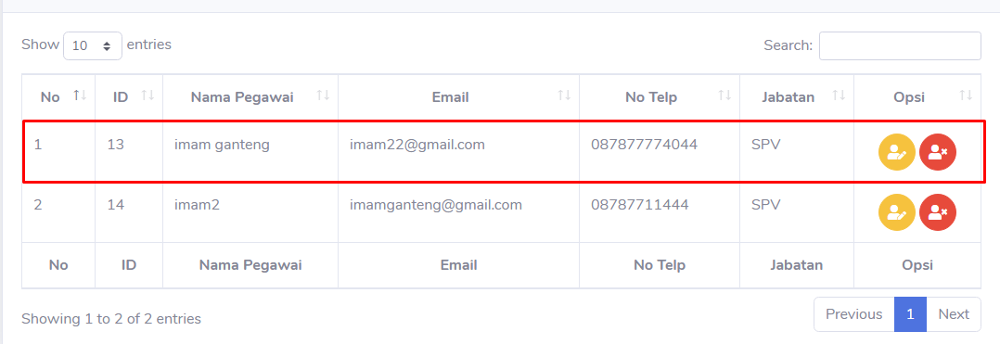 Show 10 entries Search:
No ID Nama Pegawai Email No Telp Jabatan Opsi
1 13 imam ganteng imam22@gmail.com 087877774044 SPV
2 14 imam2 imamganteng@gmail.com 08787711444 SPV
No ID Nama Pegawai Email No Telp Jabatan Opsi
Showing 1 to 2 of 2 entries Previous 1 Next